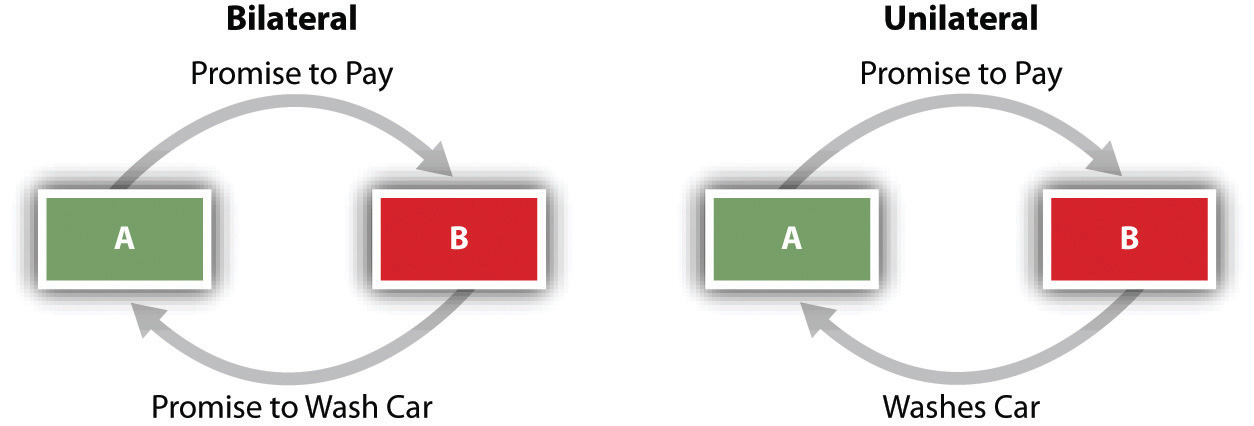 Bilateral
Promise to Pay
A
B
Promise to Wash Car
Unilateral
Promise to Pay
A
B
Washes Car